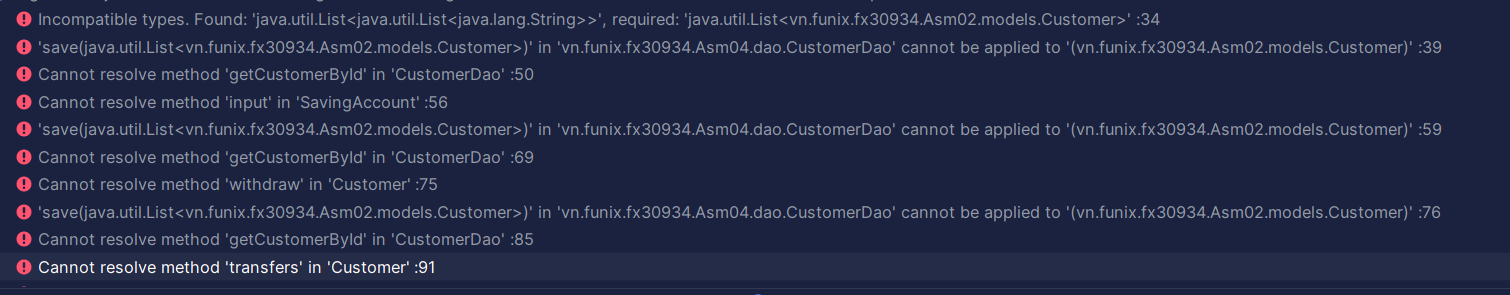 Incompatible types. Found: 'java.util.List<java.util.List<java.lang.String>>', required: 'java.util.List<vn.funix.fx30934.Asm02.models.Customer>' :34
'save(java.util.List<vn.funix.fx30934.Asm02.models.Customer>)' in 'vn.funix.fx30934.Asm04.dao.CustomerDao' cannot be applied to '(vn.funix.fx30934.Asm02.models.Customer)' :39
Cannot resolve method 'getCustomerById' in 'CustomerDao' :50
Cannot resolve method 'input' in 'SavingAccount' :56
'save(java.util.List<vn.funix.fx30934.Asm02.models.Customer>)' in 'vn.funix.fx30934.Asm04.dao.CustomerDao' cannot be applied to '(vn.funix.fx30934.Asm02.models.Customer)' :59
Cannot resolve method 'getCustomerById' in 'CustomerDao' :69
Cannot resolve method 'withdraw' in 'Customer' :75
'save(java.util.List<vn.funix.fx30934.Asm02.models.Customer>)' in 'vn.funix.fx30934.Asm04.dao.CustomerDao' cannot be applied to '(vn.funix.fx30934.Asm02.models.Customer)' :76
Cannot resolve method 'getCustomerById' in 'CustomerDao' :85
Cannot resolve method 'transfers' in 'Customer' :91